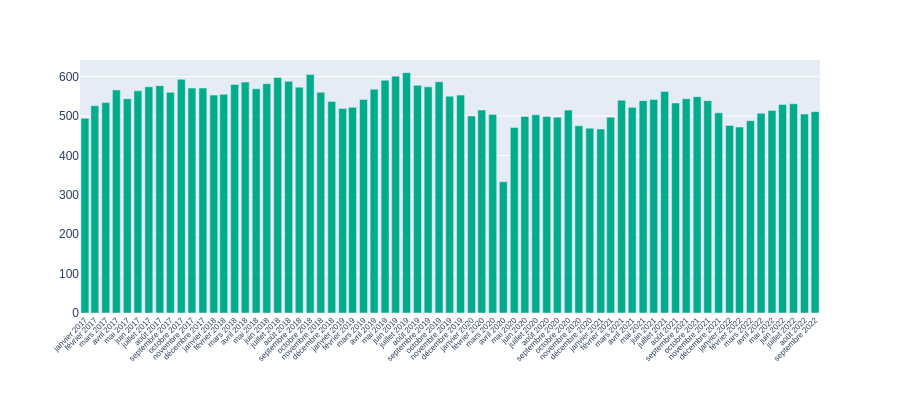 600
500
400
300
200
100
0
janvier 2017
février 2017
mars 2017
avril 2017
mai 2017
juin 2017
juillet 2017
août 2017
septembre 2017
octobre 2017
novembre 2017
décembre 2017
janvier 2018
février 2018
mars 2018
avril 2018
mai 2018
juin 2018
juillet 2018
août 2018
septembre 2018
octobre 2018
novembre 2018
décembre 2018
janvier 2019
février 2019
mars 2019
avril 2019
mai 2019
juin 2019
juillet 2019
août 2019
septembre 2019
octobre 2019
novembre 2019
décembre 2019
janvier 2020
février 2020
mars 2020
avril 2020
mai 2020
juin 2020
juillet 2020
août 2020
septembre 2020
octobre 2020
novembre 2020
décembre 2020
janvier 2021
février 2021
mars 2021
avril 2021
mai 2021
juin 2021
juillet 2021
août 2021
septembre 2021
octobre 2021
novembre 2021
décembre 2021
janvier 2022
février 2022
mars 2022
avril 2022
mai 2022
juin 2022
juillet 2022
août 2022
septembre 2022